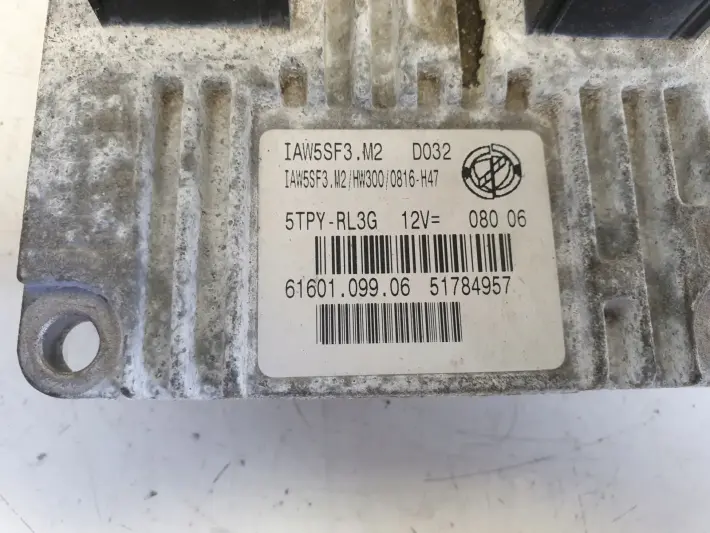 IAW5SF3.M2 D032
IAW5SF3.M2/HW300/0816-H47
5TPY-RL3G 12V= 080 06
61601.099.06 51784957